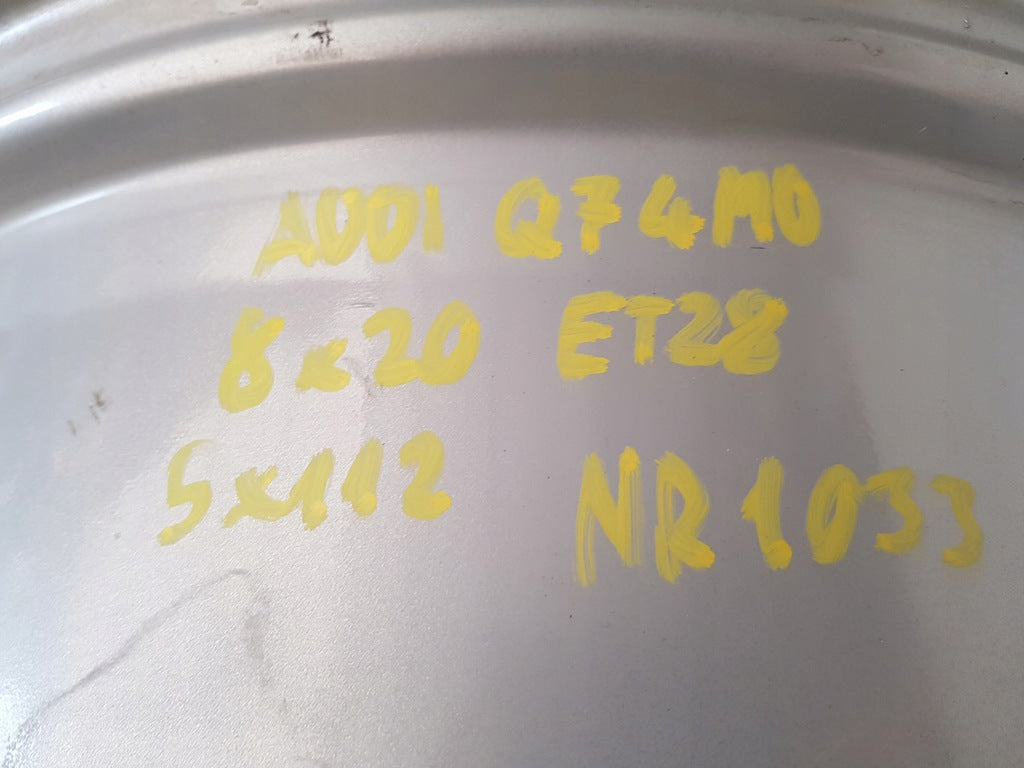 AUDI Q7 4M0
8x20 ET28
5x112 NR 1033